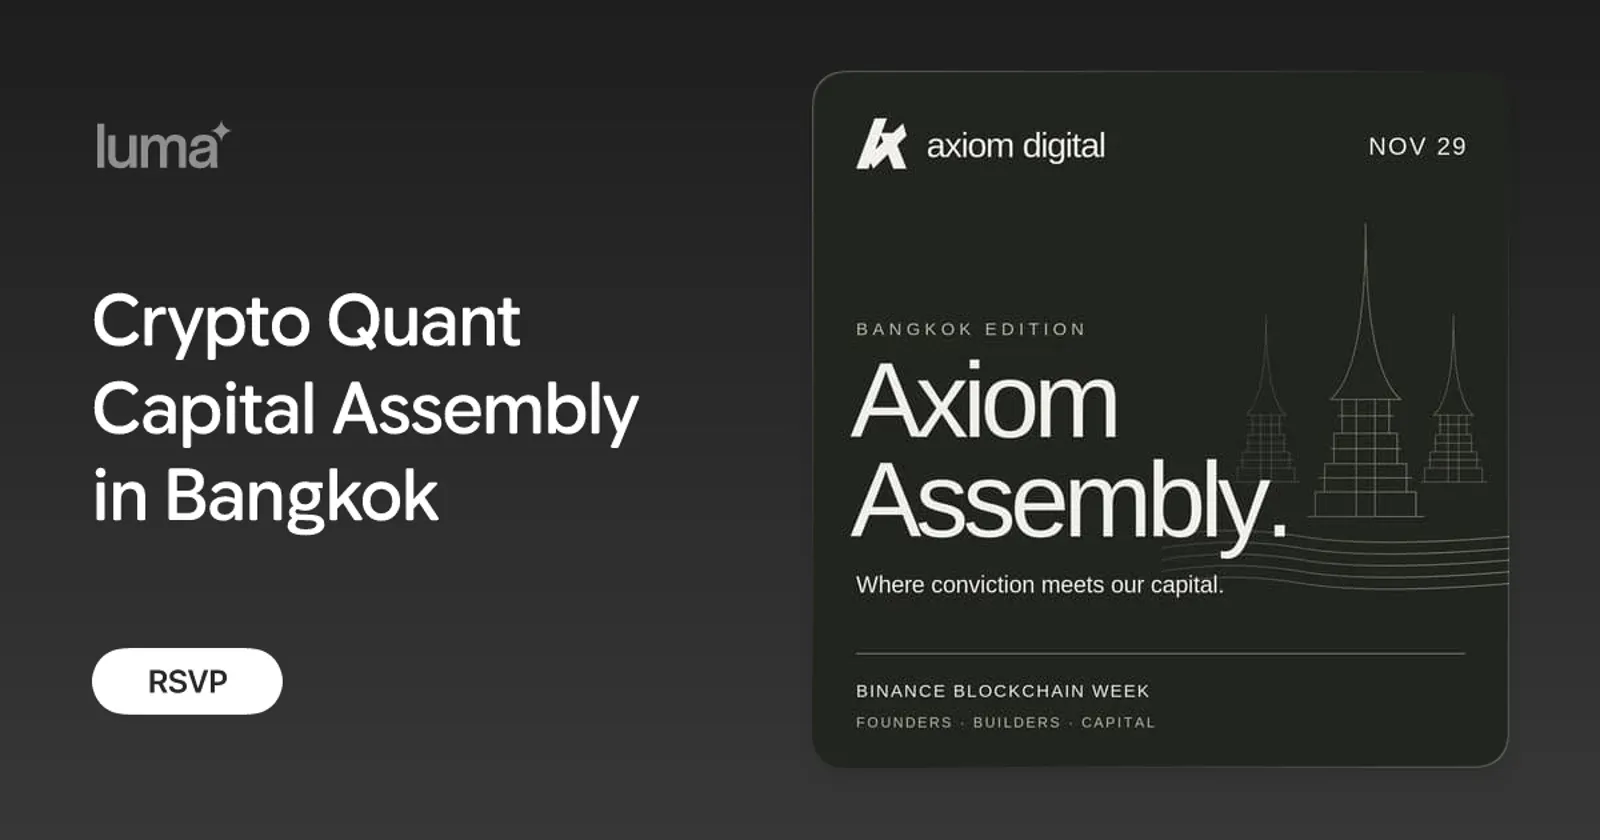 luma
Crypto Quant
Capital Assembly
in Bangkok
RSVP
axiom digital
NOV 29
BANGKOK EDITION
Axiom
Assembly.
Where conviction meets our capital.
BINANCE BLOCKCHAIN WEEK
FOUNDERS · BUILDERS · CAPITAL